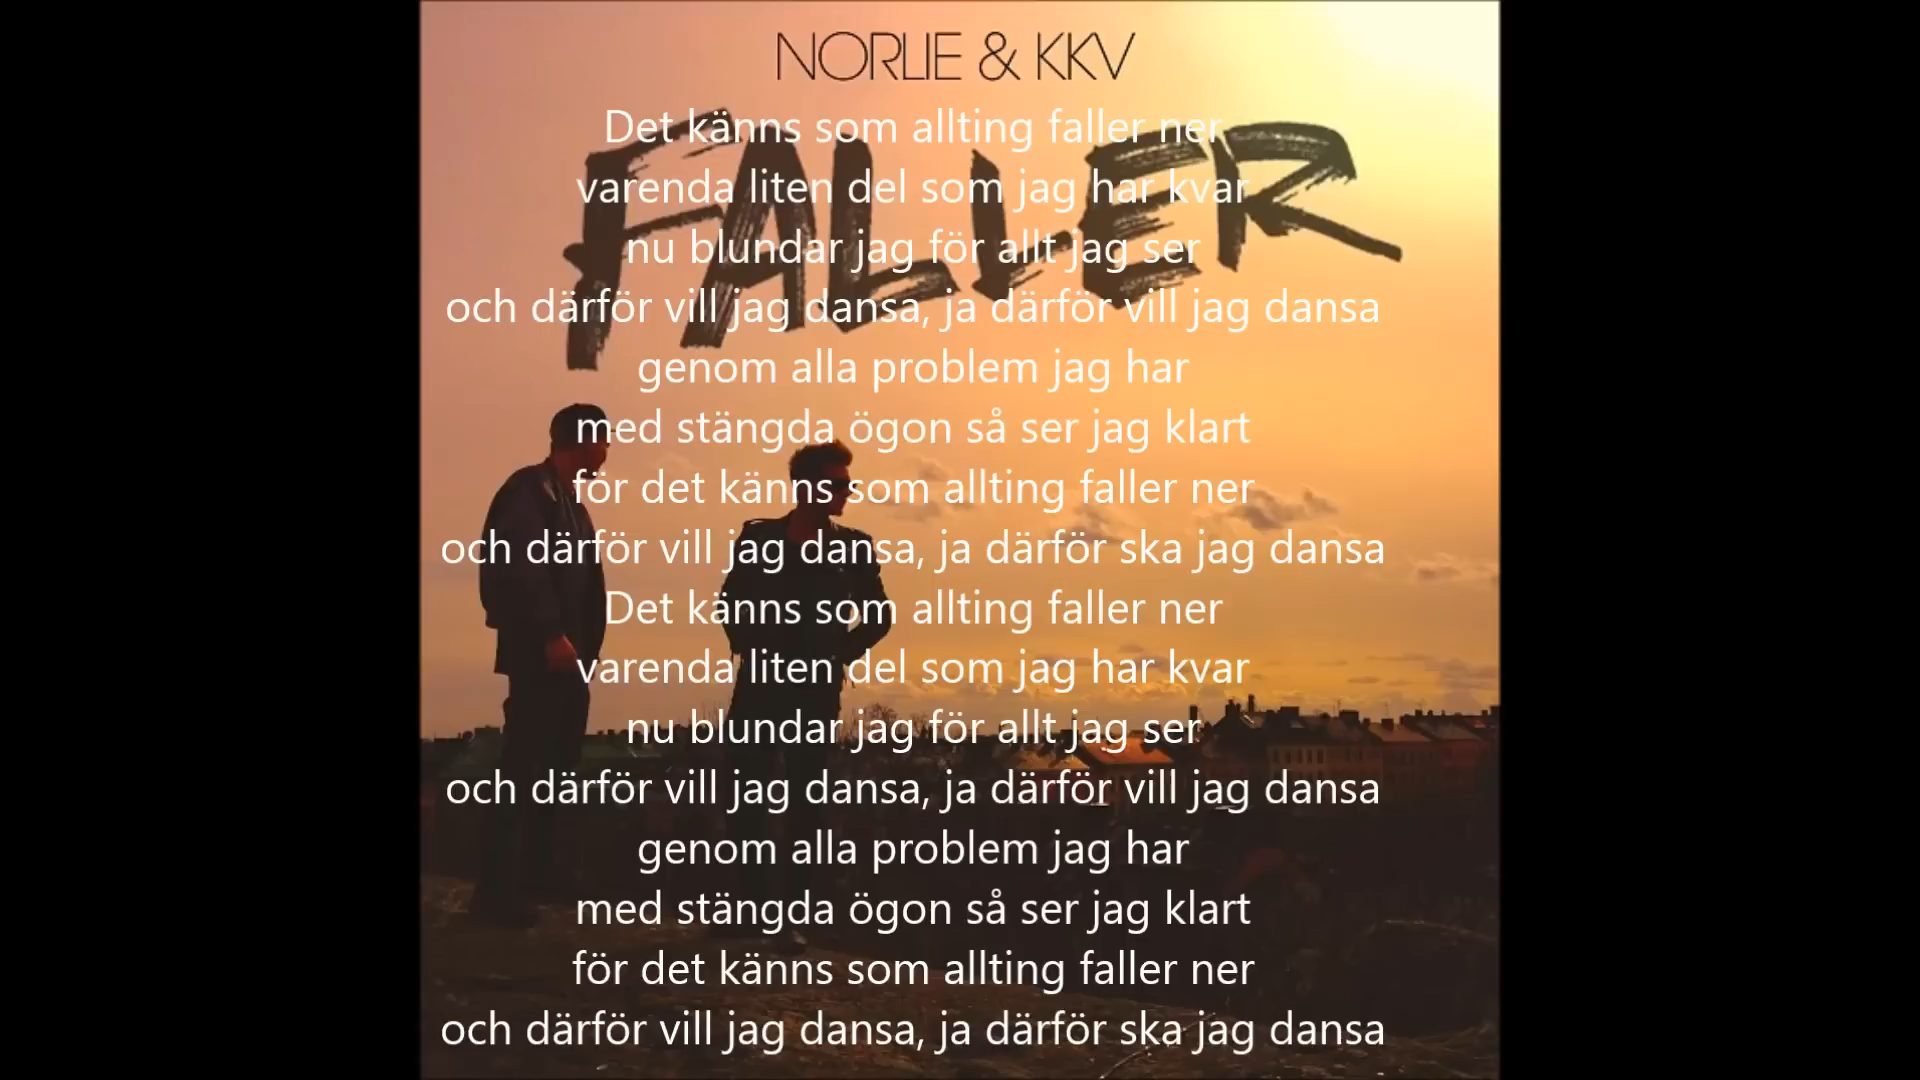 NORLIE & KKV
FALLER
Det känns som allting faller ner
varenda liten del som jag har kvar
nu blundar jag för allt jag ser
och därför vill jag dansa, ja därför vill jag dansa
genom alla problem jag har
med stängda ögon så ser jag klart
för det känns som allting faller ner
och därför vill jag dansa, ja därför ska jag dansa
Det känns som allting faller ner
varenda liten del som jag har kvar
nu blundar jag för allt jag ser
och därför vill jag dansa, ja därför vill jag dansa
genom alla problem jag har
med stängda ögon så ser jag klart
för det känns som allting faller ner
och därför vill jag dansa, ja därför ska jag dansa